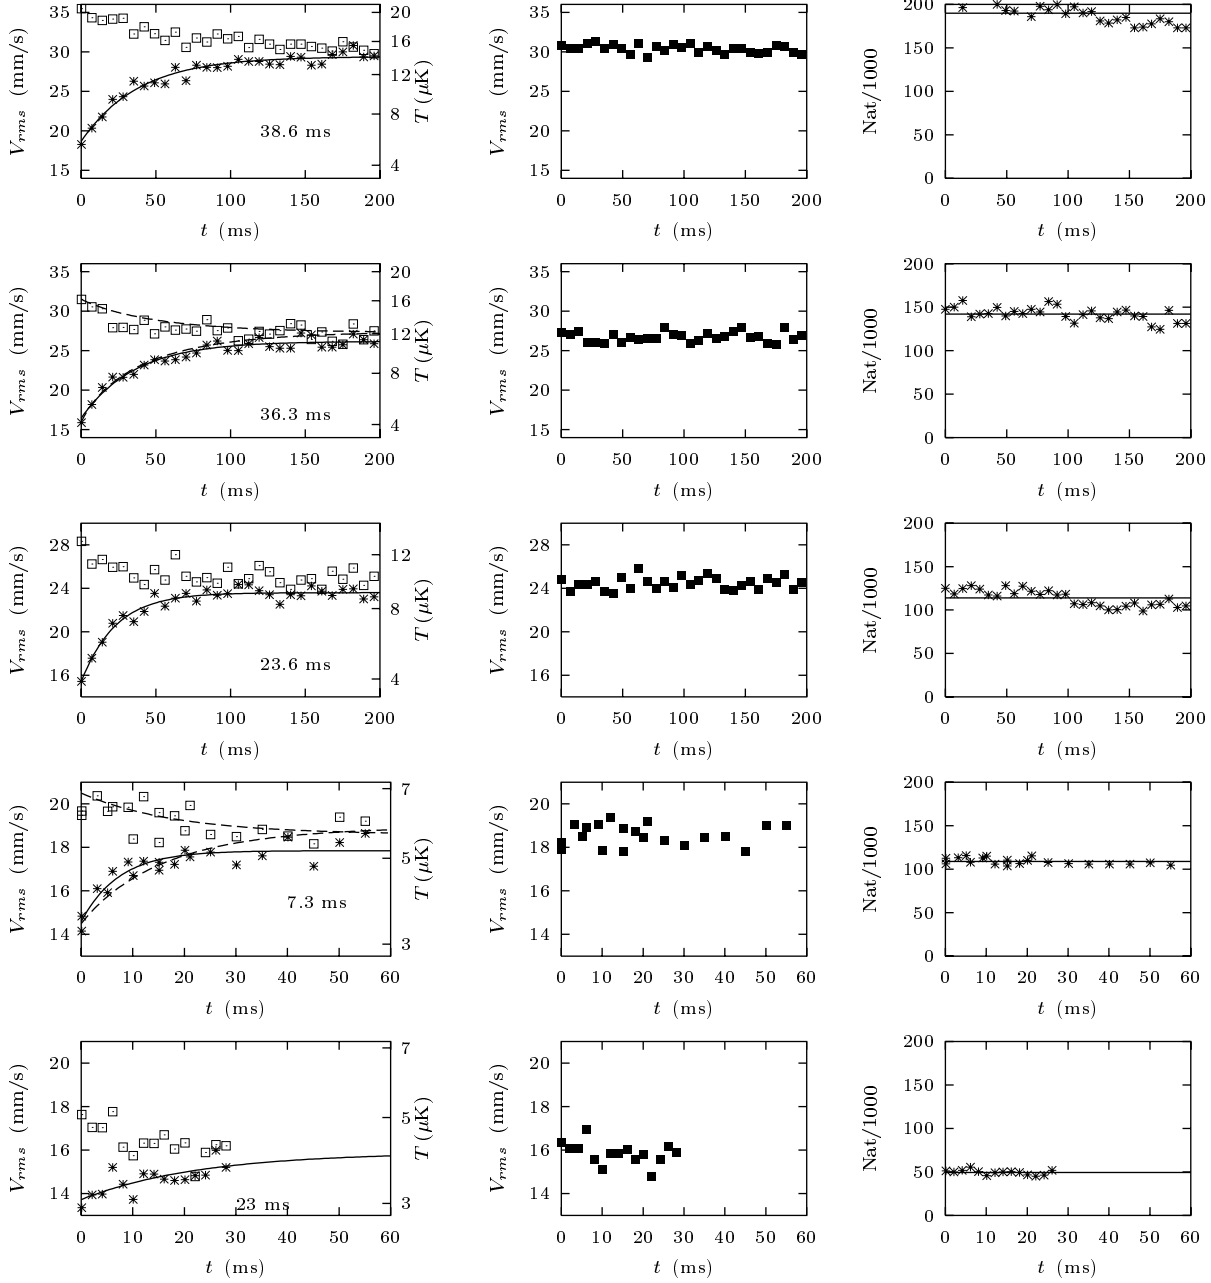 35 30 25 20 15
V_rms (mm/s)
20 16 12 8 4
T (μK)
38.6 ms
0 50 100 150 200
t (ms)
35 30 25 20 15
V_rms (mm/s)
0 50 100 150 200
t (ms)
200 150 100 50 0
Nat/1000
0 50 100 150 200
t (ms)
35 30 25 20 15
V_rms (mm/s)
20 16 12 8 4
T (μK)
36.3 ms
0 50 100 150 200
t (ms)
35 30 25 20 15
V_rms (mm/s)
0 50 100 150 200
t (ms)
200 150 100 50 0
Nat/1000
0 50 100 150 200
t (ms)
28 24 20 16
V_rms (mm/s)
12 8 4
T (μK)
23.6 ms
0 50 100 150 200
t (ms)
28 24 20 16
V_rms (mm/s)
0 50 100 150 200
t (ms)
200 150 100 50 0
Nat/1000
0 50 100 150 200
t (ms)
20 18 16 14
V_rms (mm/s)
7 5 3
T (μK)
7.3 ms
0 10 20 30 40 50 60
t (ms)
20 18 16 14
V_rms (mm/s)
0 10 20 30 40 50 60
t (ms)
200 150 100 50 0
Nat/1000
0 10 20 30 40 50 60
t (ms)
20 18 16 14
V_rms (mm/s)
7 5 3
T (μK)
23 ms
0 10 20 30 40 50 60
t (ms)
20 18 16 14
V_rms (mm/s)
0 10 20 30 40 50 60
t (ms)
200 150 100 50 0
Nat/1000
0 10 20 30 40 50 60
t (ms)